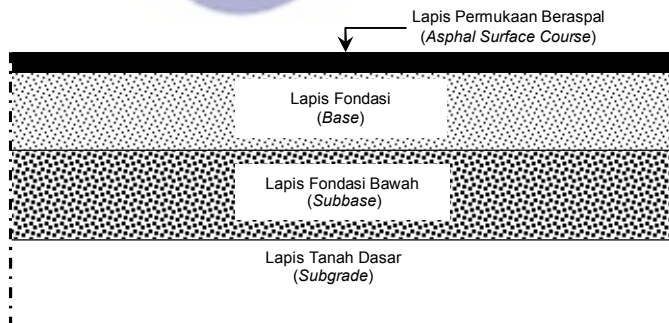 Lapis Permukaan Beraspal
(Asphal Surface Course)
Lapis Fondasi
(Base)
Lapis Fondasi Bawah
(Subbase)
Lapis Tanah Dasar
(Subgrade)